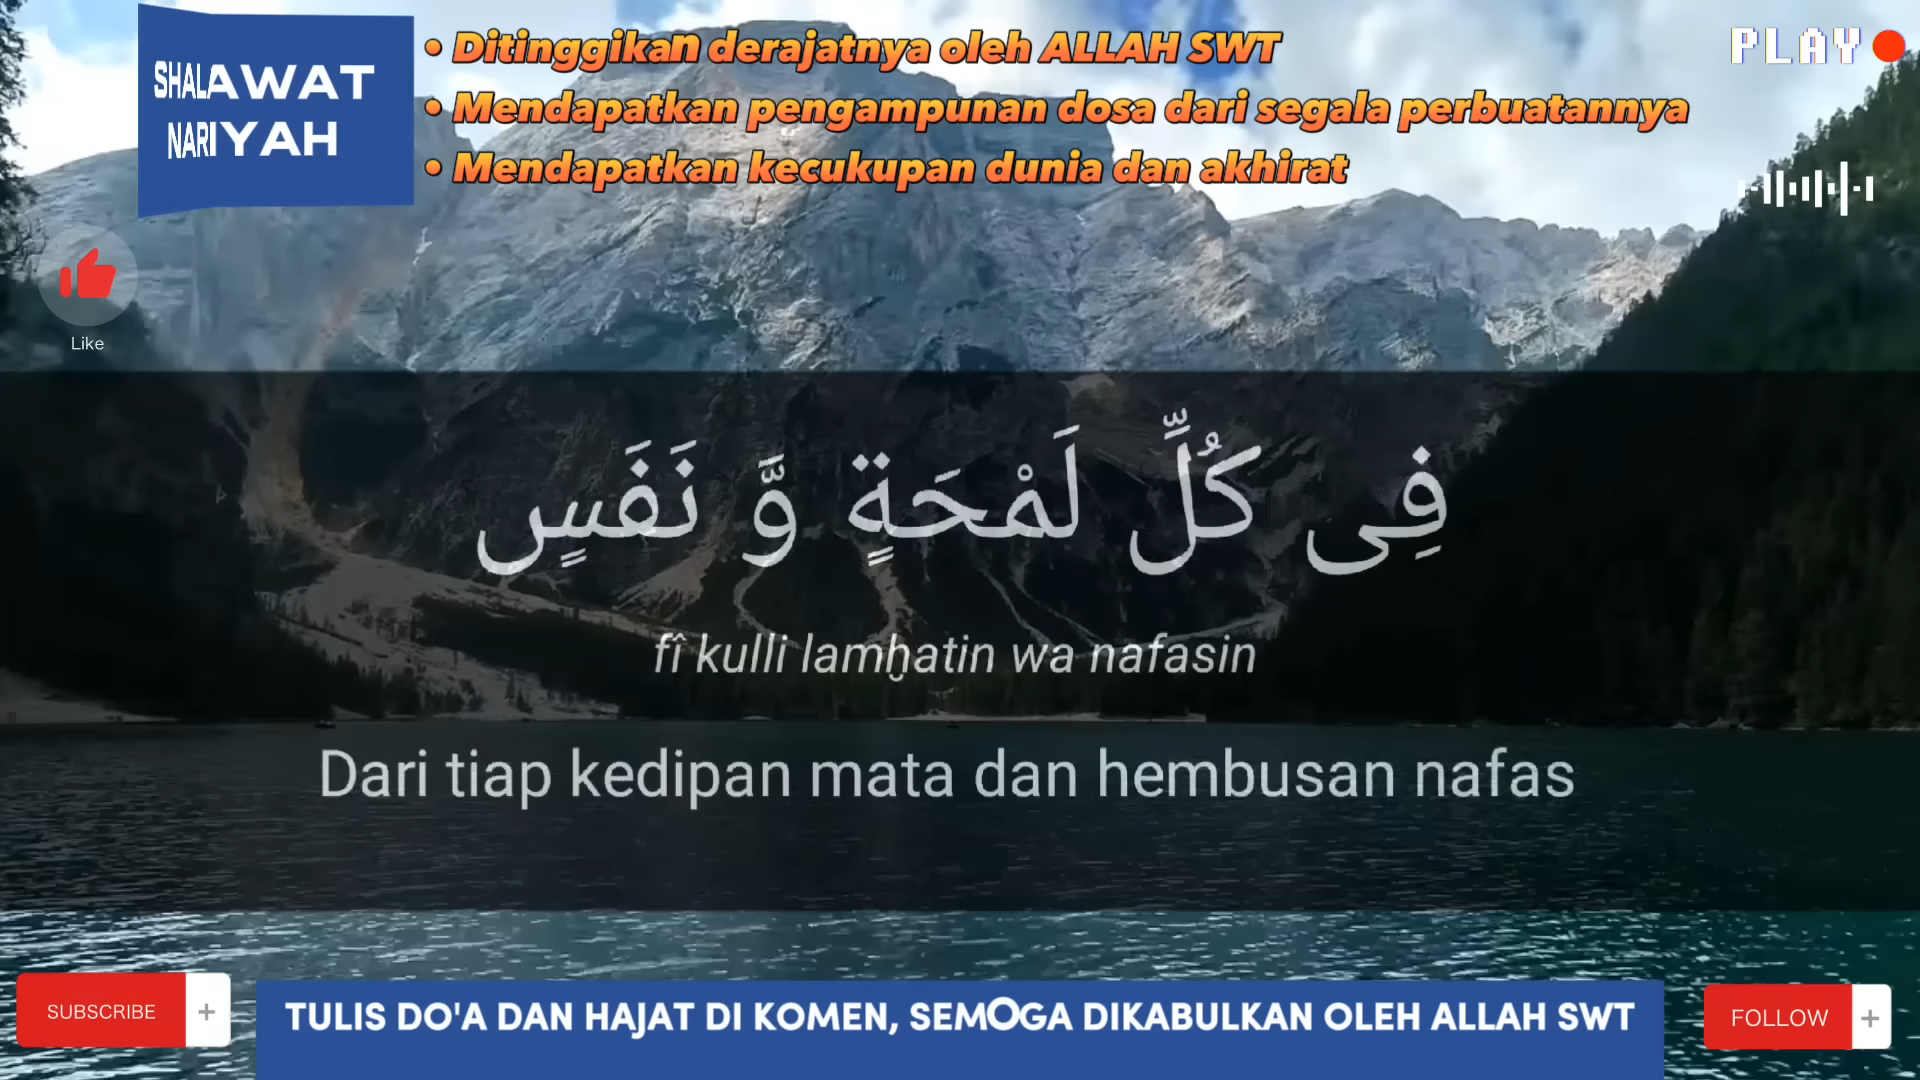 SHALAWAT
NARIYAH
• Ditinggikan derajatnya oleh ALLAH SWT
• Mendapatkan pengampunan dosa dari segala perbuatannya
• Mendapatkan kecukupan dunia dan akhirat
PLAY
Like
فِى كُلِّ لَمْحَةٍ وَّ نَفَسٍ
fî kulli lamḫatin wa nafasin
Dari tiap kedipan mata dan hembusan nafas
SUBSCRIBE +
TULIS DO'A DAN HAJAT DI KOMEN, SEMOGA DIKABULKAN OLEH ALLAH SWT
FOLLOW +